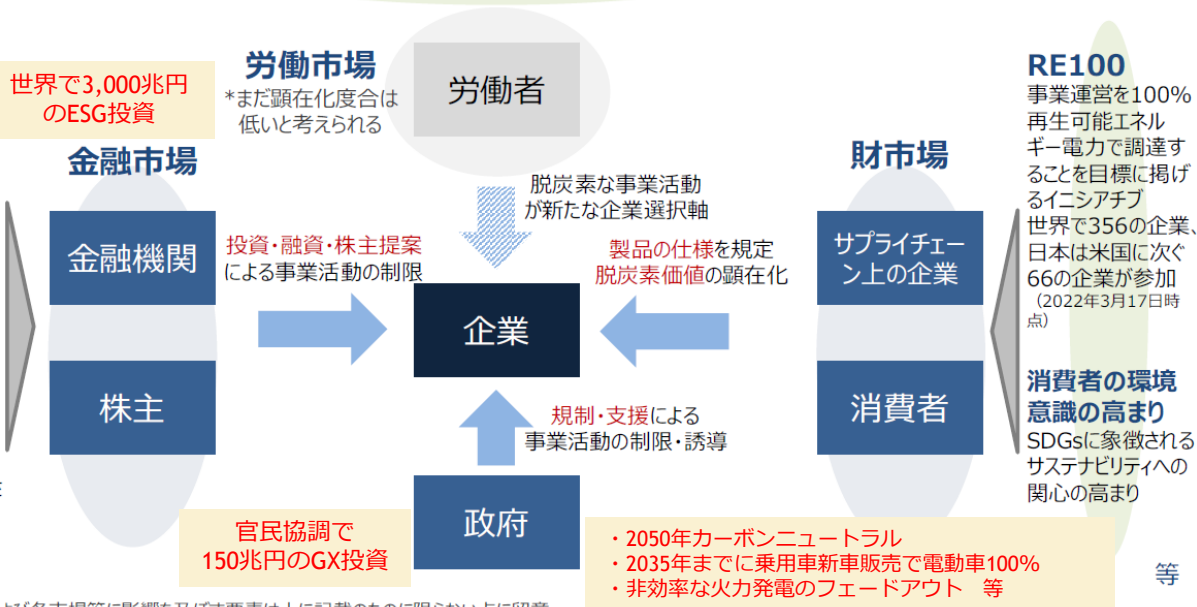 世界で3,000兆円
のESG投資
労働市場
*まだ顕在化度合は
低いと考えられる
労働者
金融市場
金融機関
株主
投資・融資・株主提案
による事業活動の制限
脱炭素な事業活動
が新たな企業選択軸
企業
製品の仕様を規定
脱炭素価値の顕在化
財市場
サプライチェー
ン上の企業
消費者
RE100
事業運営を100%
再生可能エネル
ギー電力で調達す
ることを目標に掲げ
るイニシアチブ
世界で356の企業、
日本は米国に次ぐ
66の企業が参加
(2022年3月17日時
点)
消費者の環境
意識の高まり
SDGsに象徴される
サステナビリティへの
関心の高まり
規制・支援による
事業活動の制限・誘導
政府
官民協調で
150兆円のGX投資
・2050年カーボンニュートラル
・2035年までに乗用車新車販売で電動車100%
・非効率な火力発電のフェードアウト 等
等